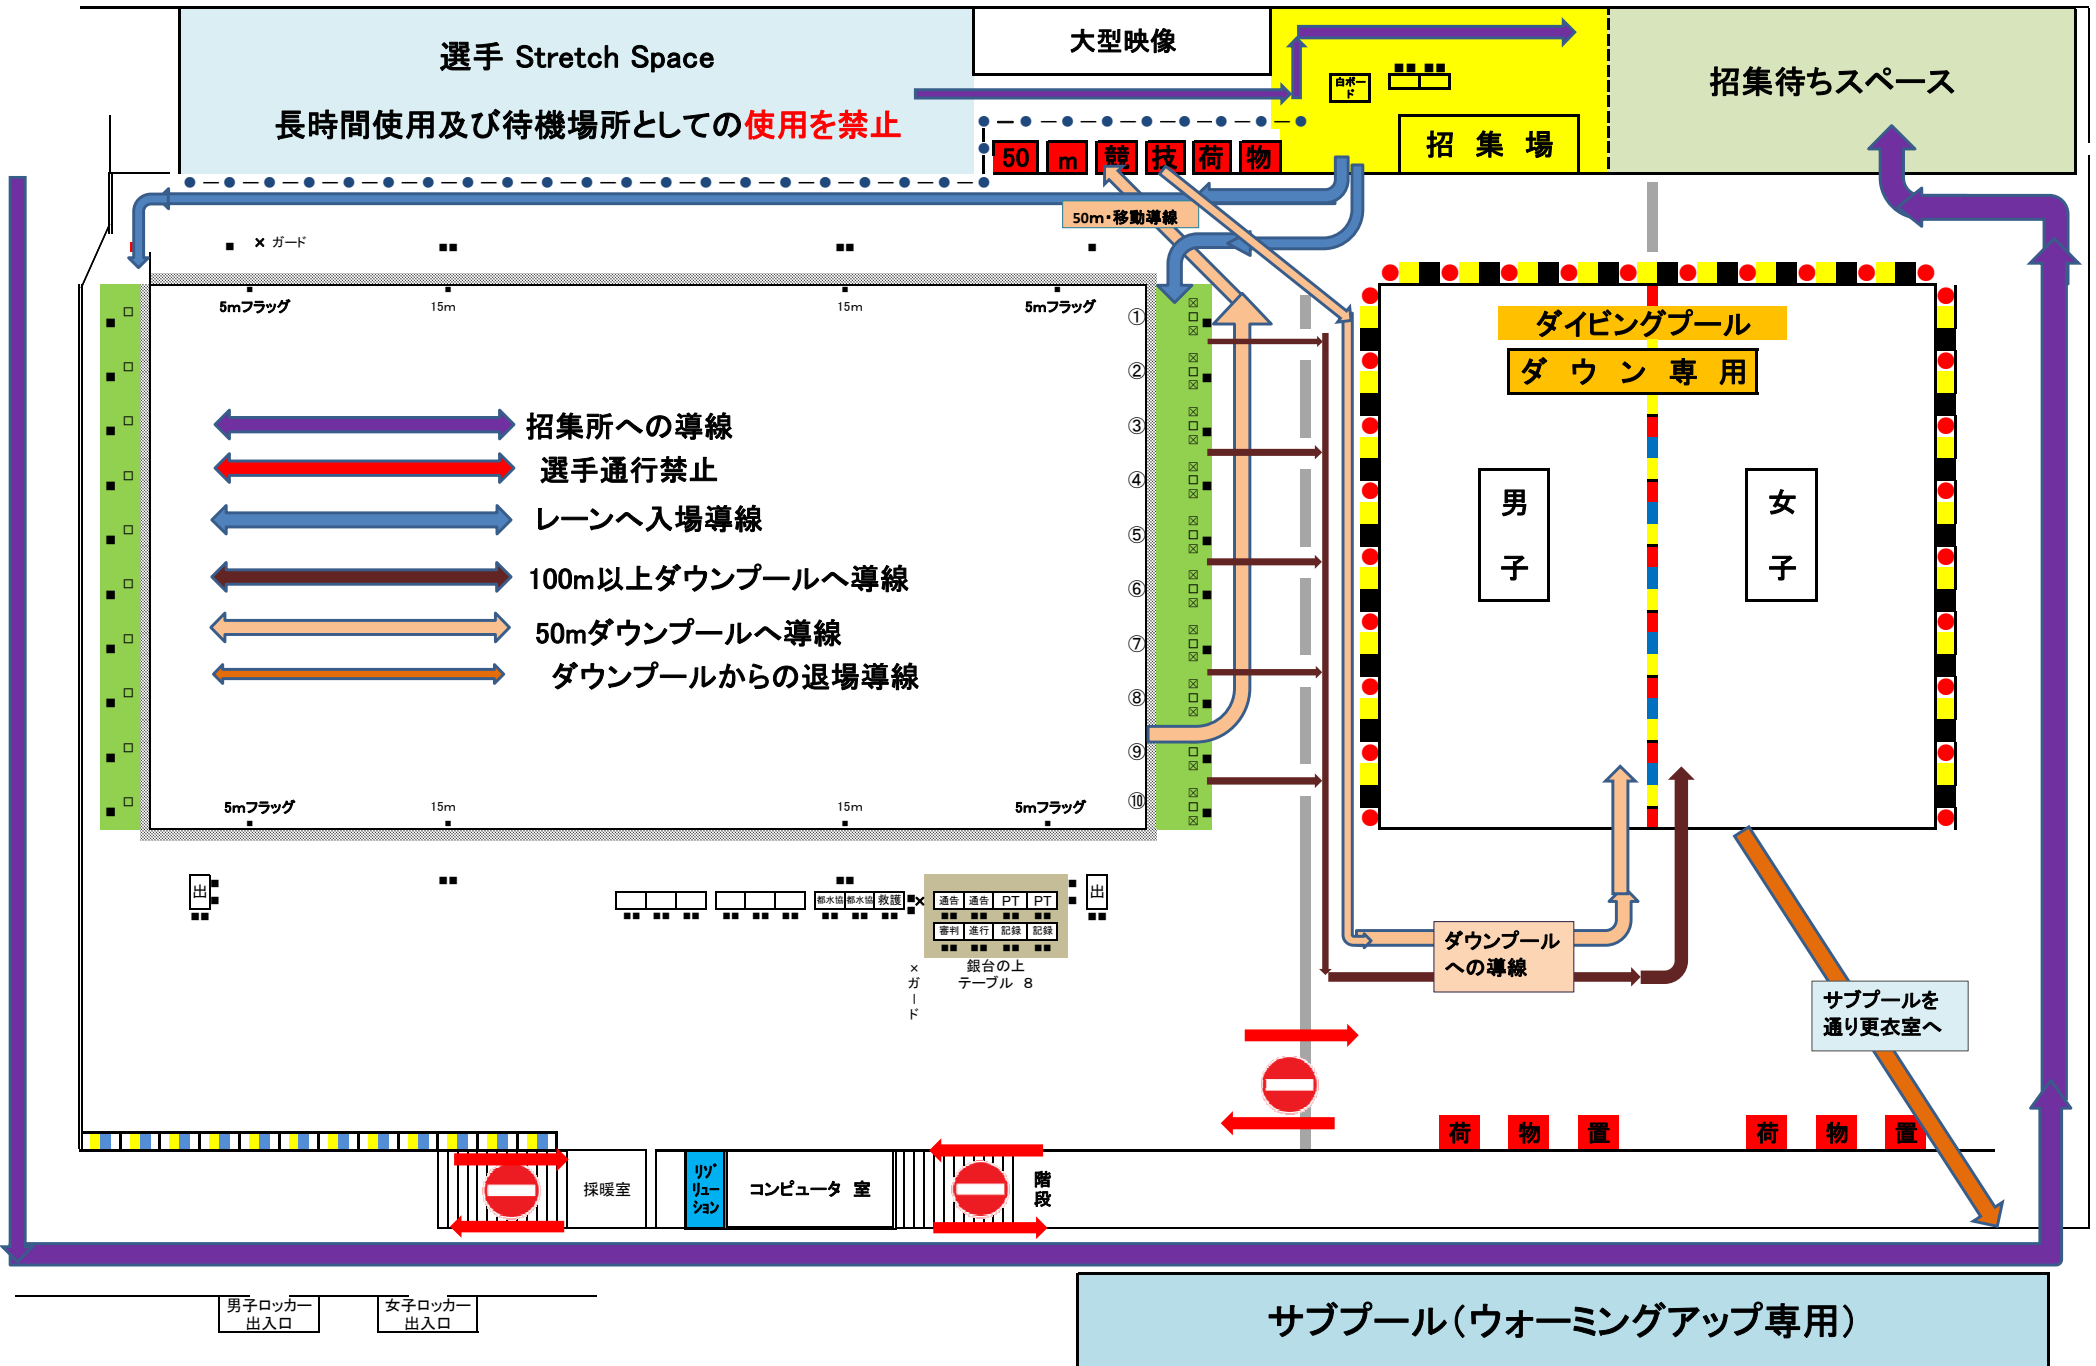 選手 Stretch Space
長時間使用及び待機場所としての使用を禁止
大型映像
白ボード
招 集 場
招集待ちスペース
50 m 競 技 荷 物
50m・移動導線
× ガード
5mフラッグ
15m
15m
5mフラッグ
①
②
③
④
⑤
⑥
⑦
⑧
⑨
⑩
招集所への導線
選手通行禁止
レーンへ入場導線
100m以上ダウンプールへ導線
50mダウンプールへ導線
ダウンプールからの退場導線
5mフラッグ
15m
15m
5mフラッグ
ダイビングプール
ダ ウ ン 専 用
男子
女子
出
都水協 都水協 救護
×
通告 通告 PT PT
審判 進行 記録 記録
出
銀台の上
テーブル 8
×ガード
ダウンプール
への導線
サブプールを
通り更衣室へ
荷 物 置
荷 物 置
採暖室
リゾリューション
コンピュータ 室
階段
男子ロッカー
出入口
女子ロッカー
出入口
サブプール(ウォーミングアップ専用)